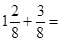 1 2/8 + 3/8 =